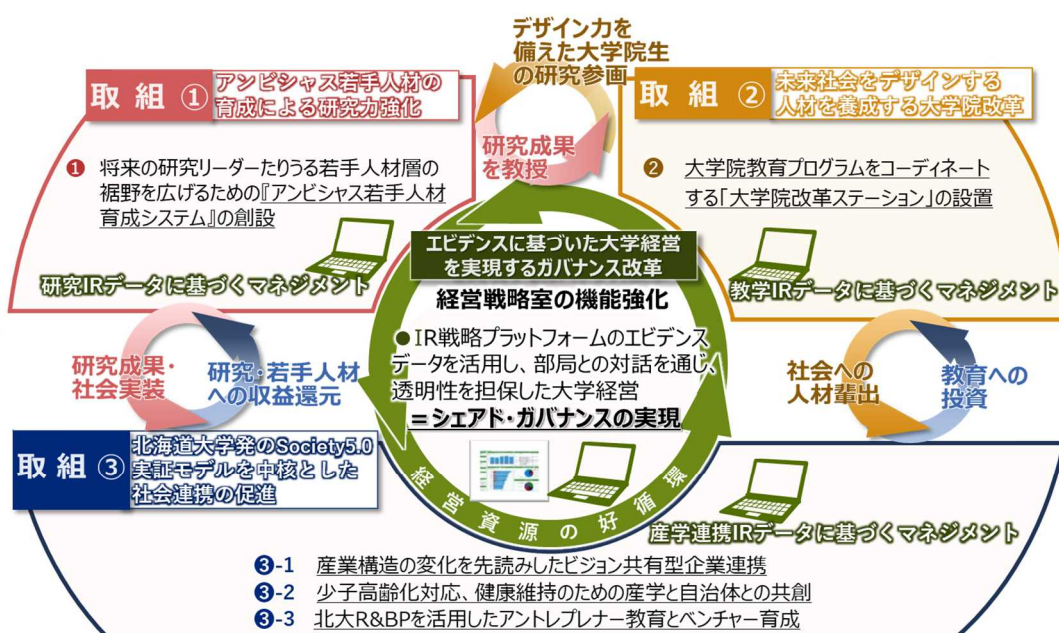 デザイン力を
備えた大学院生
の研究参画
取組①
アンビシャス若手人材の
育成による研究力強化
取組②
未来社会をデザインする
人材を養成する大学院改革
研究成果
を教授
❶ 将来の研究リーダーたりうる若手人材層の
裾野を広げるための『アンビシャス若手人材
育成システム』の創設
❷ 大学院教育プログラムをコーディネート
する「大学院改革ステーション」の設置
研究IRデータに基づくマネジメント
教学IRデータに基づくマネジメント
エビデンスに基づいた大学経営
を実現するガバナンス改革
経営戦略室の機能強化
●IR戦略プラットフォームのエビデンス
データを活用し、部局との対話を通じ、
透明性を担保した大学経営
=シェアド・ガバナンスの実現
経営資源の好循環
研究成果・
社会実装
研究・若手人材
への収益還元
社会への
人材輩出
教育への
投資
取組③
北海道大学発のSociety5.0
実証モデルを中核とした
社会連携の促進
産学連携IRデータに基づくマネジメント
❸-1 産業構造の変化を先読みしたビジョン共有型企業連携
❸-2 少子高齢化対応、健康維持のための産学と自治体との共創
❸-3 北大R&BPを活用したアントレプレナー教育とベンチャー育成